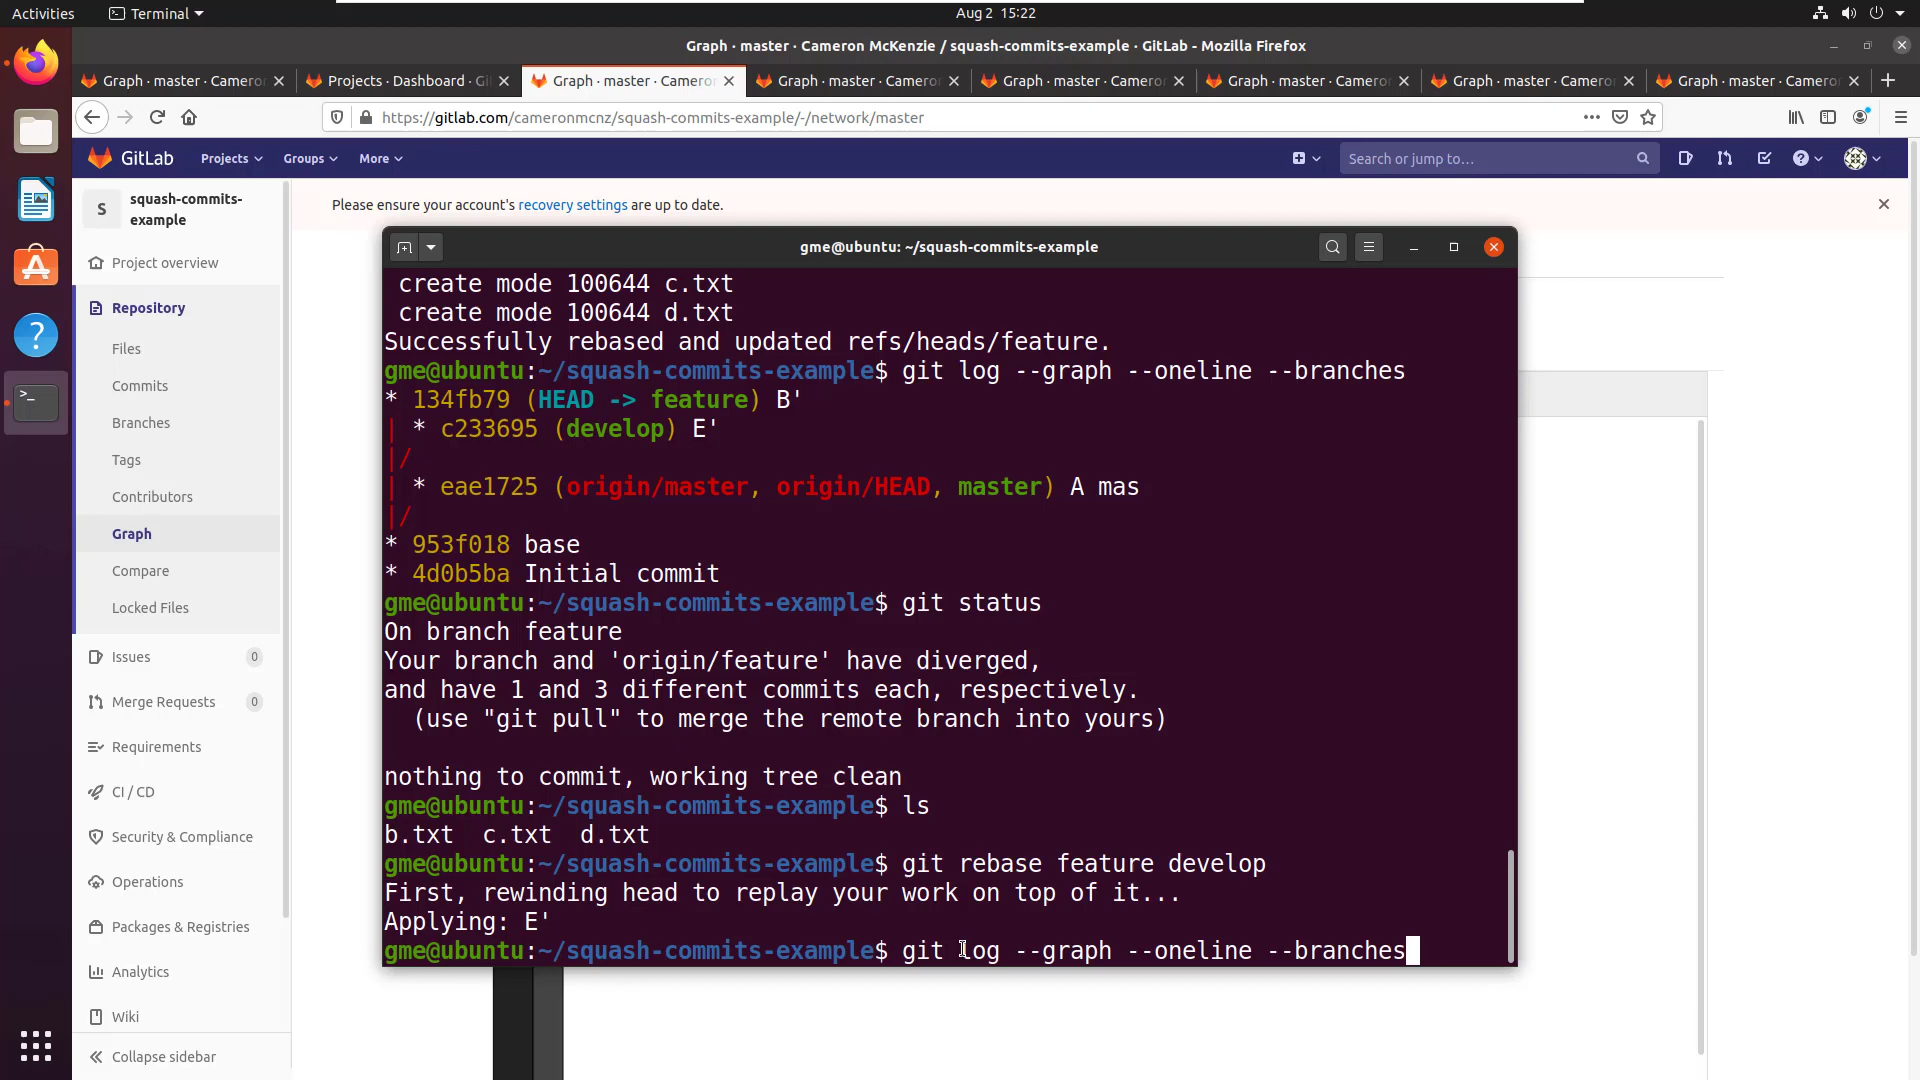 Activities
Terminal
Aug 2 15:22
Graph · master · Cameron McKenzie / squash-commits-example · GitLab - Mozilla Firefox
Graph · master · Camero
Projects · Dashboard · Gi
Graph · master · Camero
Graph · master · Camero
Graph · master · Camero
Graph · master · Camero
Graph · master · Camero
Graph · master · Camero
https://gitlab.com/cameronmcnz/squash-commits-example/-/network/master
GitLab
Projects
Groups
More
Search or jump to...
S
squash-commits-
example
Project overview
Repository
Files
Commits
Branches
Tags
Contributors
Graph
Compare
Locked Files
Issues 0
Merge Requests 0
Requirements
CI / CD
Security & Compliance
Operations
Packages & Registries
Analytics
Wiki
Collapse sidebar
Please ensure your account's recovery settings are up to date.
gme@ubuntu: ~/squash-commits-example
create mode 100644 c.txt
create mode 100644 d.txt
Successfully rebased and updated refs/heads/feature.
gme@ubuntu:~/squash-commits-example$ git log --graph --oneline --branches
* 134fb79 (HEAD -> feature) B'
| * c233695 (develop) E'
|/
| * eae1725 (origin/master, origin/HEAD, master) A mas
|/
* 953f018 base
* 4d0b5ba Initial commit
gme@ubuntu:~/squash-commits-example$ git status
On branch feature
Your branch and 'origin/feature' have diverged,
and have 1 and 3 different commits each, respectively.
(use "git pull" to merge the remote branch into yours)
nothing to commit, working tree clean
gme@ubuntu:~/squash-commits-example$ ls
b.txt c.txt d.txt
gme@ubuntu:~/squash-commits-example$ git rebase feature develop
First, rewinding head to replay your work on top of it...
Applying: E'
gme@ubuntu:~/squash-commits-example$ git log --graph --oneline --branches